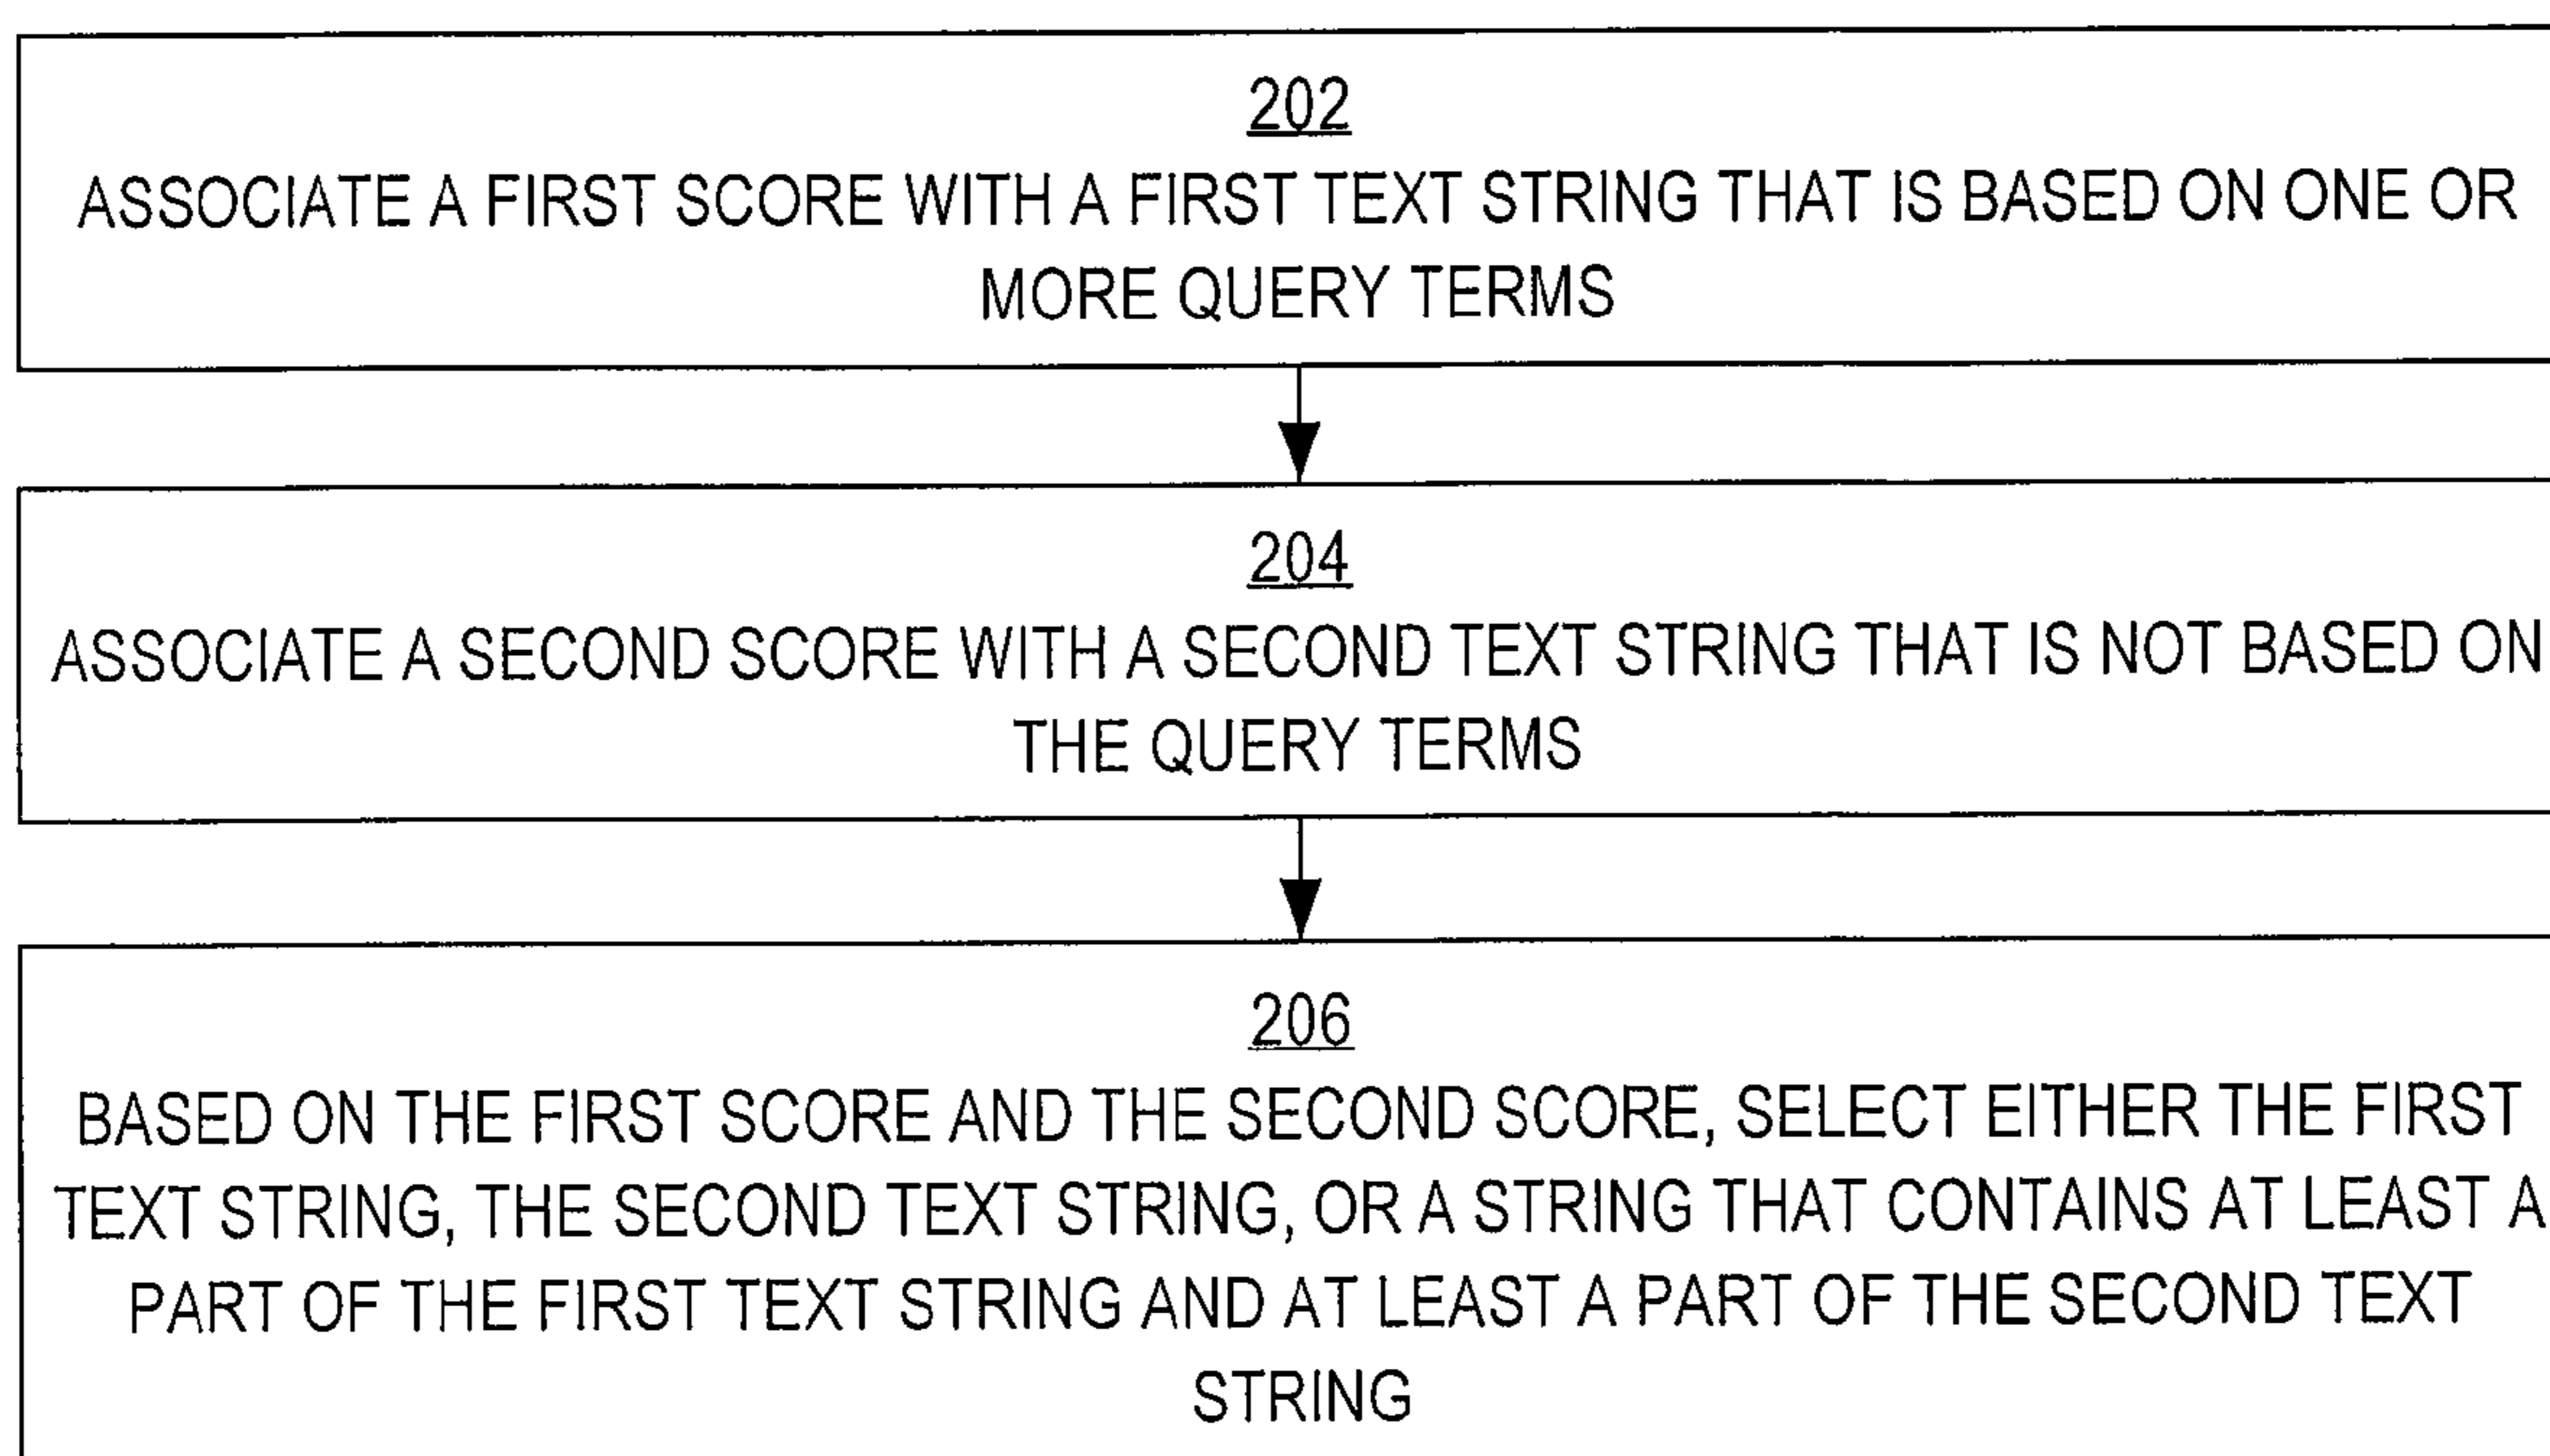 202
ASSOCIATE A FIRST SCORE WITH A FIRST TEXT STRING THAT IS BASED ON ONE OR
MORE QUERY TERMS
204
ASSOCIATE A SECOND SCORE WITH A SECOND TEXT STRING THAT IS NOT BASED ON
THE QUERY TERMS
206
BASED ON THE FIRST SCORE AND THE SECOND SCORE, SELECT EITHER THE FIRST
TEXT STRING, THE SECOND TEXT STRING, OR A STRING THAT CONTAINS AT LEAST A
PART OF THE FIRST TEXT STRING AND AT LEAST A PART OF THE SECOND TEXT
STRING